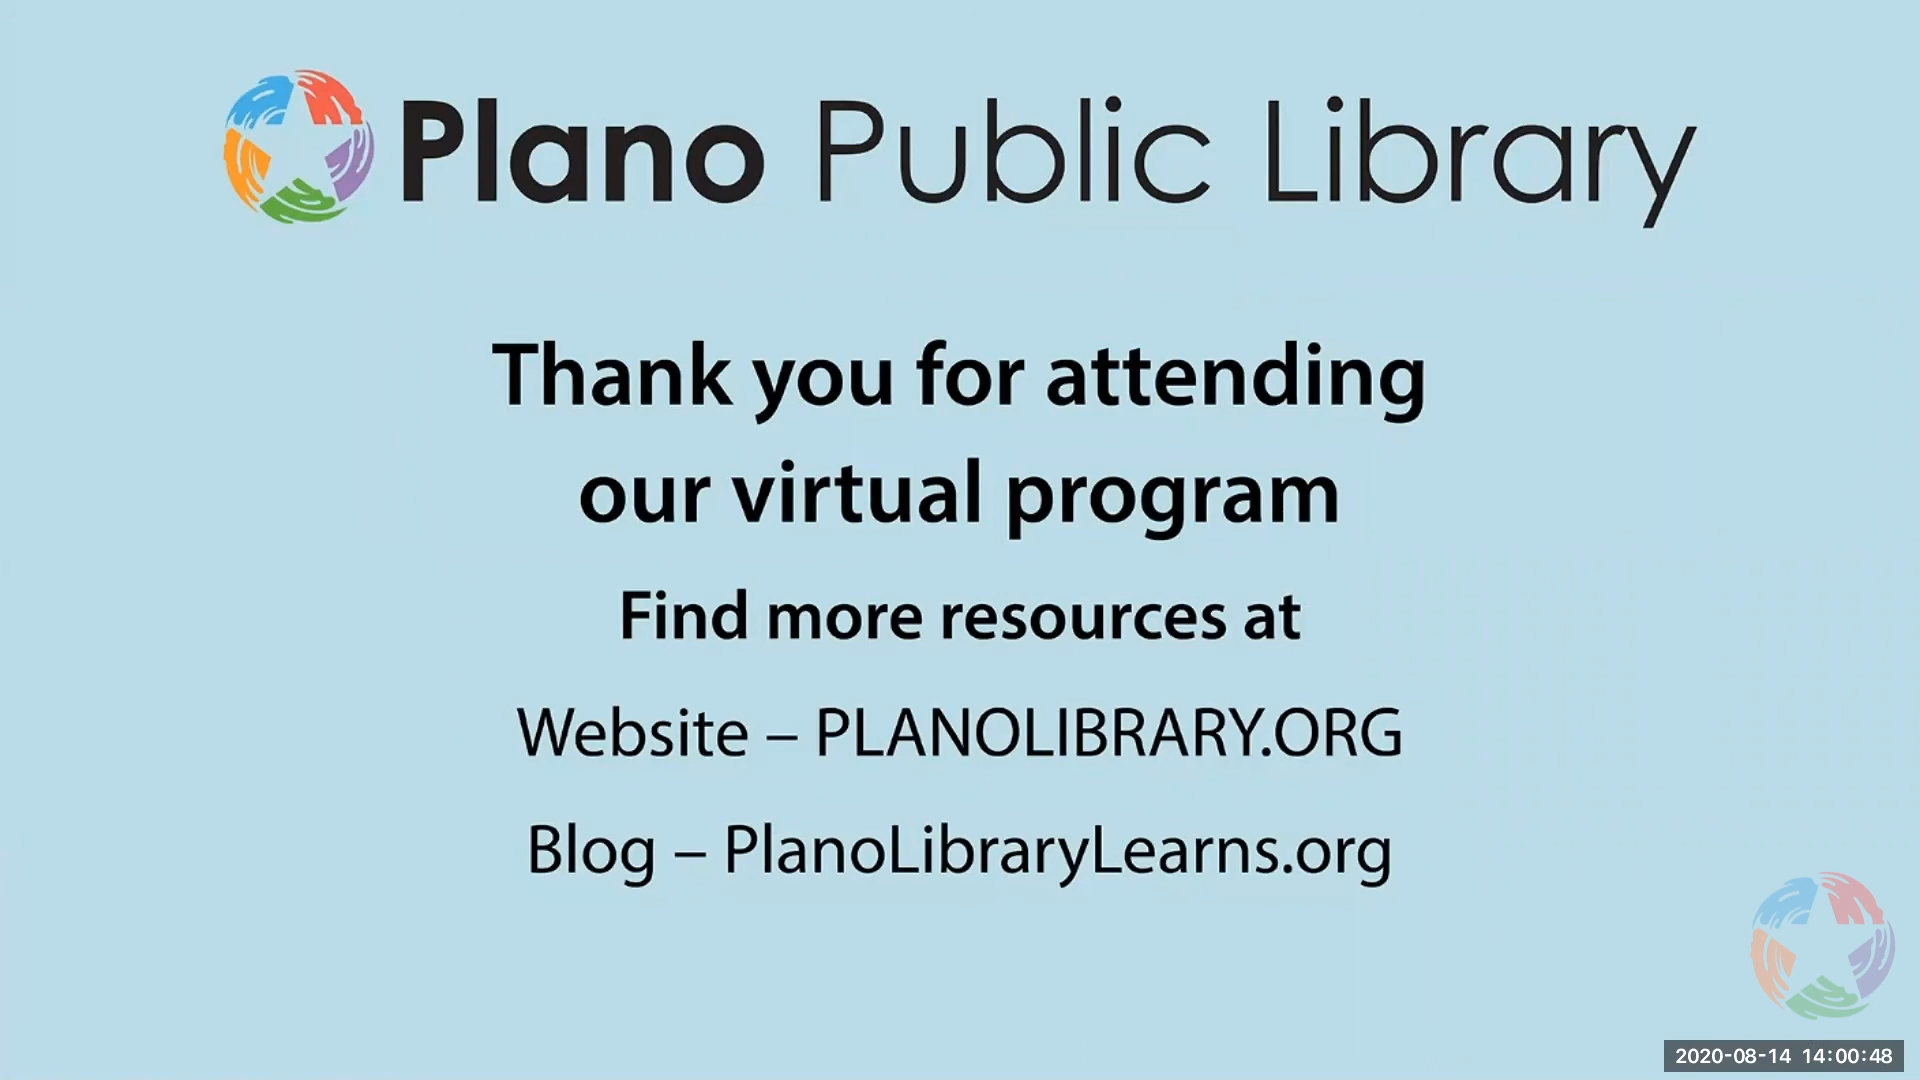 Plano Public Library
Thank you for attending
our virtual program
Find more resources at
Website – PLANOLIBRARY.ORG
Blog – PlanoLibraryLearns.org
2020-08-14 14:00:48